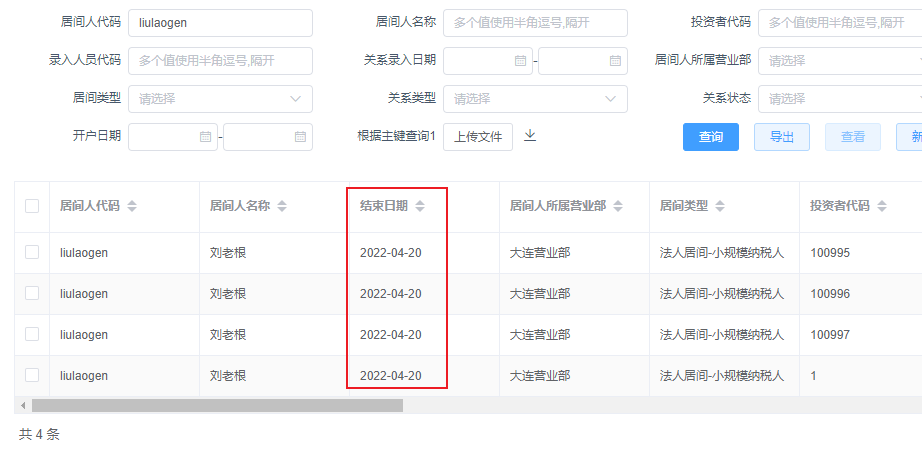 居间人代码 liulaogen 居间人名称 多个值使用半角逗号,隔开 投资者代码 多个值使用半角逗号,隔开
录入人员代码 多个值使用半角逗号,隔开 关系录入日期 - 居间人所属营业部 请选择
居间类型 请选择 关系类型 请选择 关系状态 请选择
开户日期 - 根据主键查询1 上传文件 查询 导出 查看 新
居间人代码 居间人名称 结束日期 居间人所属营业部 居间类型 投资者代码
liulaogen 刘老根 2022-04-20 大连营业部 法人居间-小规模纳税人 100995
liulaogen 刘老根 2022-04-20 大连营业部 法人居间-小规模纳税人 100996
liulaogen 刘老根 2022-04-20 大连营业部 法人居间-小规模纳税人 100997
liulaogen 刘老根 2022-04-20 大连营业部 法人居间-小规模纳税人 1
共 4 条